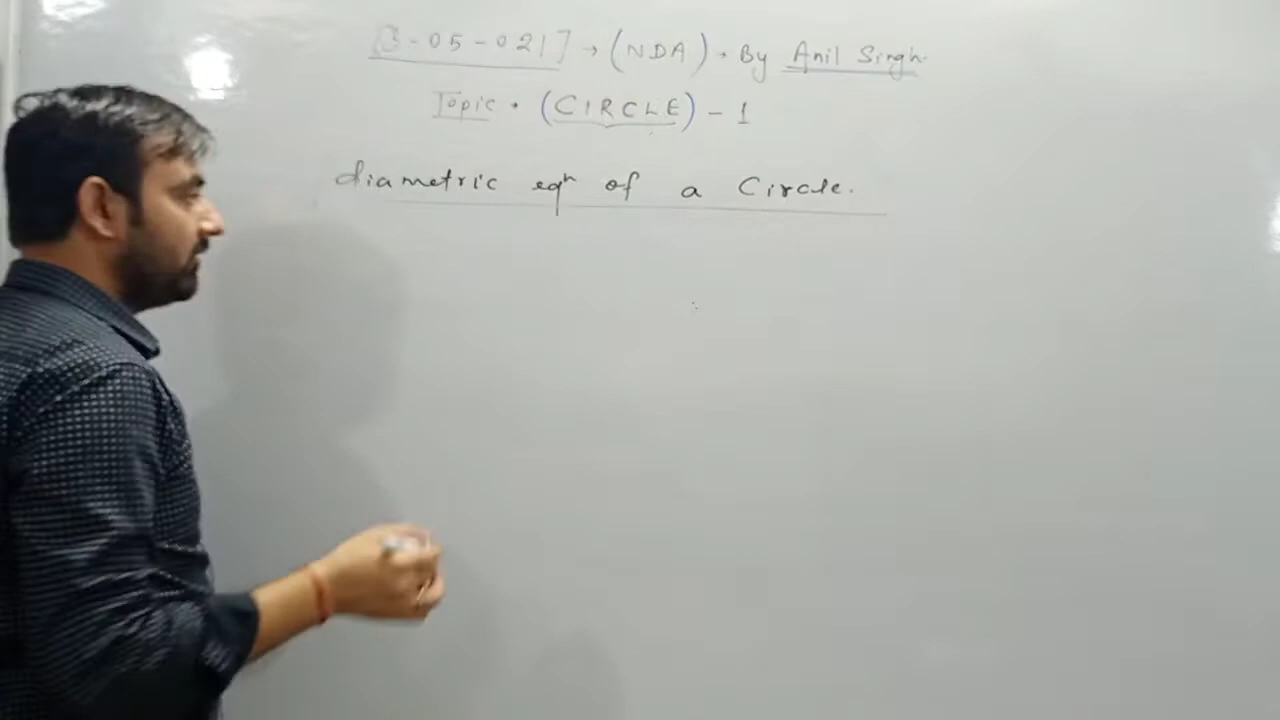 [3-05-021] → (NDA) • By Anil Singh.
Topic • (CIRCLE) - 1
diametric eqn of a Circle.